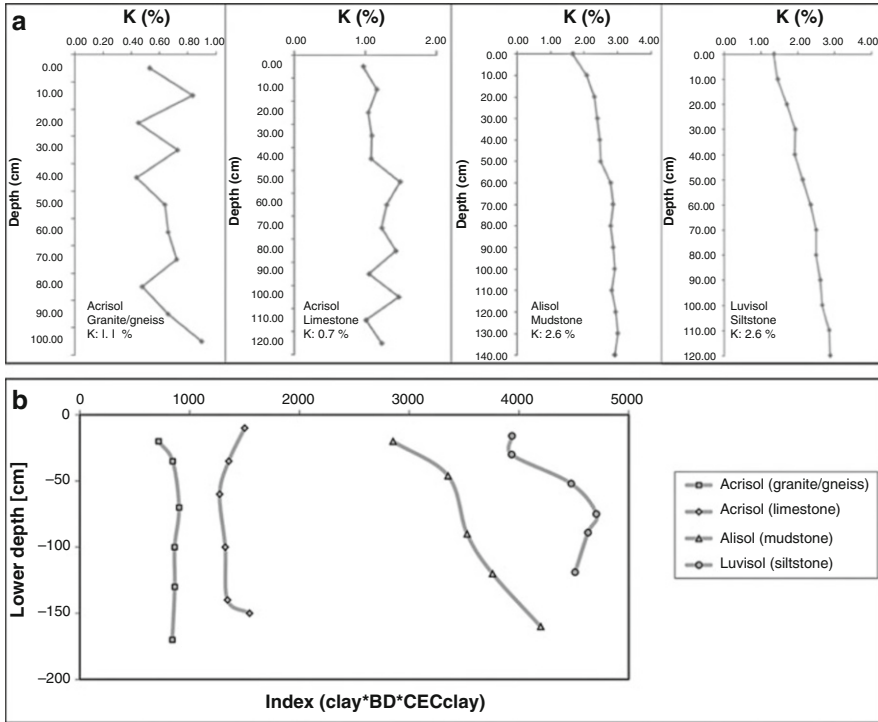 a
K (%)
0.00 0.20 0.40 0.60 0.80 1.00
0.00
10.00
20.00
30.00
40.00
50.00
60.00
70.00
80.00
90.00
100.00
Depth (cm)
Acrisol
Granite/gneiss
K: l. l %
K (%)
0.00 1.00 2.00
0.00
10.00
20.00
30.00
40.00
50.00
60.00
70.00
80.00
90.00
100.00
110.00
120.00
Depth (cm)
Acrisol
Limestone
K: 0.7 %
K (%)
0.00 1.00 2.00 3.00 4.00
0.00
10.00
20.00
30.00
40.00
50.00
60.00
70.00
80.00
90.00
100.00
110.00
120.00
130.00
140.00
Depth (cm)
Alisol
Mudstone
K: 2.6 %
K (%)
0.00 1.00 2.00 3.00 4.00
0.00
10.00
20.00
30.00
40.00
50.00
60.00
70.00
80.00
90.00
100.00
110.00
120.00
Depth (cm)
Luvisol
Siltstone
K: 2.6 %
b
0 1000 2000 3000 4000 5000
0
–50
–100
–150
–200
Lower depth [cm]
Index (clay*BD*CECclay)
Acrisol (granite/gneiss)
Acrisol (limestone)
Alisol (mudstone)
Luvisol (siltstone)